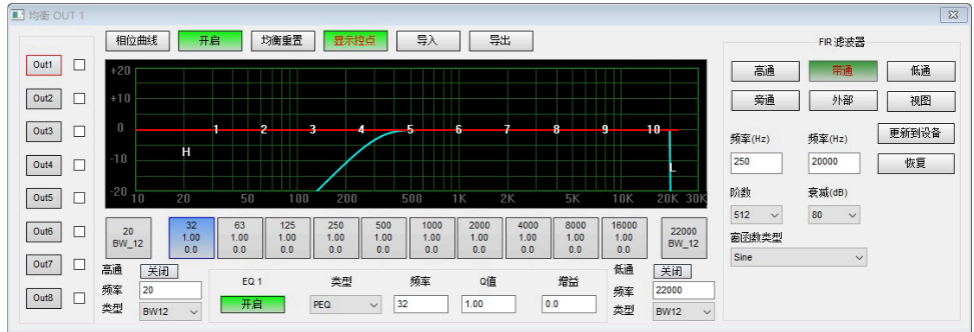 均衡 OUT 1
相位曲线 开启 均衡重置 显示控点 导入 导出
Out1
Out2
Out3
Out4
Out5
Out6
Out7
Out8
+20
+10
0
-10
-20
1 2 3 4 5 6 7 8 9 10
H
L
10 20 50 100 200 500 1K 2K 5K 10K 20K 30K
20 32 63 125 250 500 1000 2000 4000 8000 16000 22000
BW_12 1.00 1.00 1.00 1.00 1.00 1.00 1.00 1.00 1.00 1.00 BW_12
0.0 0.0 0.0 0.0 0.0 0.0 0.0 0.0 0.0 0.0
高通 关闭
频率 20
类型 BW12
EQ 1 类型 频率 Q值 增益
开启 PEQ 32 1.00 0.0
低通 关闭
频率 22000
类型 BW12
FIR 滤波器
高通 带通 低通
旁通 外部 视图
频率(Hz) 频率(Hz) 更新到设备
250 20000 恢复
阶数 衰减(dB)
512 80
窗函数类型
Sine